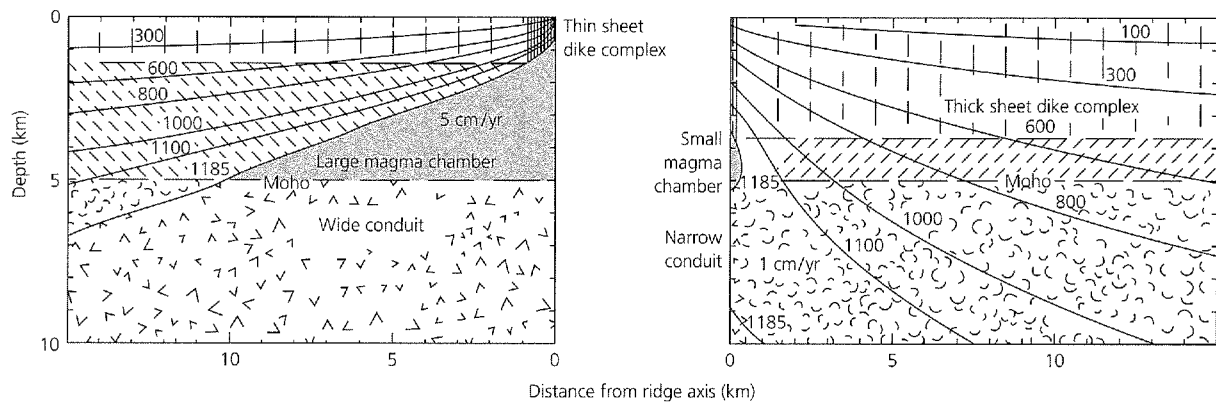 0
5
10
Depth (km)
300
600
800
1000
1100
1185
Thin sheet
dike complex
5 cm/yr
Large magma chamber
Moho
Wide conduit
10
5
0
100
300
Thick sheet dike complex
600
Small
magma
chamber
1185
Moho
800
1000
Narrow
conduit
1100
1 cm/yr
1185
0
5
10
Distance from ridge axis (km)